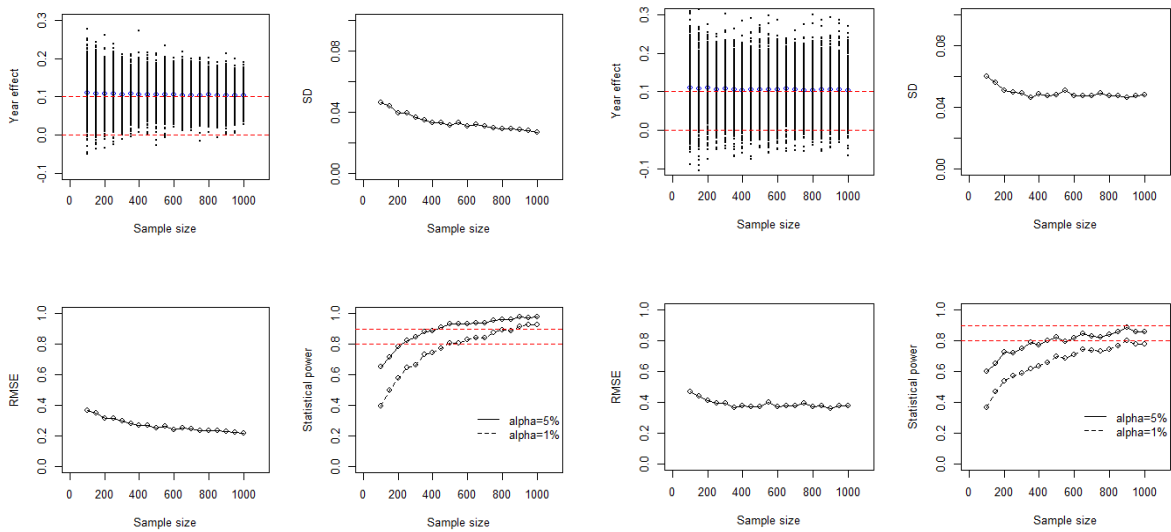 Year effect
-0.1 0.0 0.1 0.2 0.3
0 200 400 600 800 1000
Sample size
SD
0.00 0.04 0.08
0 200 400 600 800 1000
Sample size
Year effect
-0.1 0.0 0.1 0.2 0.3
0 200 400 600 800 1000
Sample size
SD
0.00 0.04 0.08
0 200 400 600 800 1000
Sample size
RMSE
0.0 0.2 0.4 0.6 0.8 1.0
0 200 400 600 800 1000
Sample size
Statistical power
0.0 0.2 0.4 0.6 0.8 1.0
alpha=5%
alpha=1%
0 200 400 600 800 1000
Sample size
RMSE
0.0 0.2 0.4 0.6 0.8 1.0
0 200 400 600 800 1000
Sample size
Statistical power
0.0 0.2 0.4 0.6 0.8 1.0
alpha=5%
alpha=1%
0 200 400 600 800 1000
Sample size